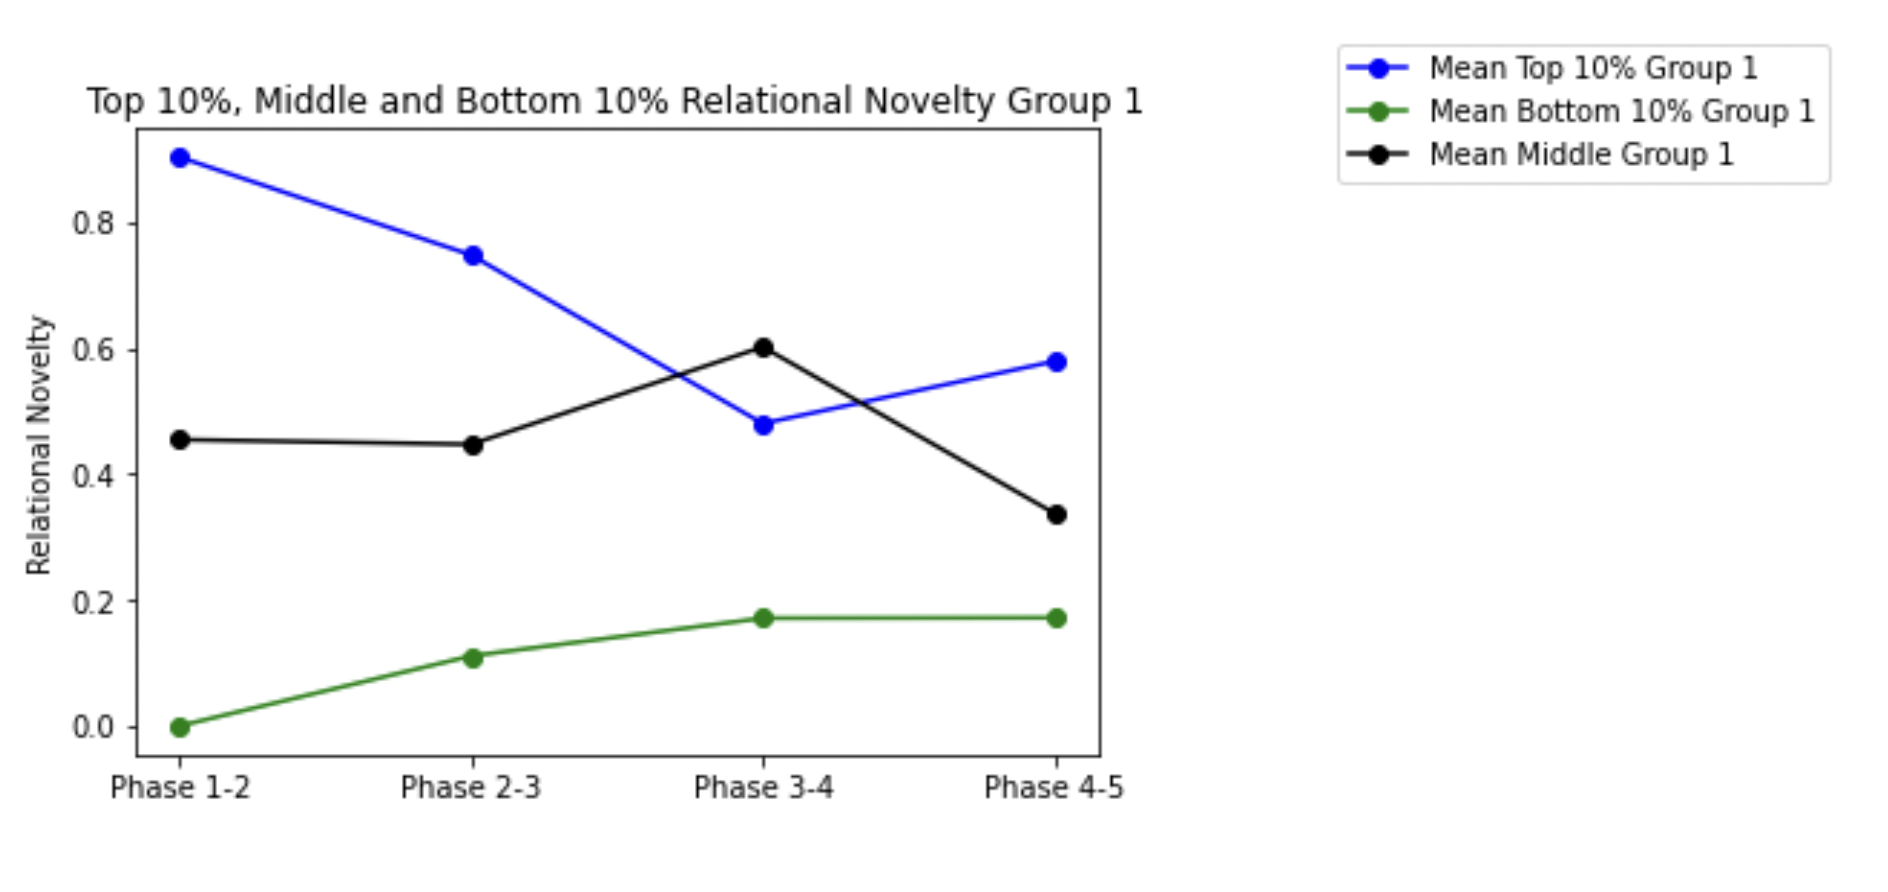 Mean Top 10% Group 1
Mean Bottom 10% Group 1
Mean Middle Group 1
Top 10%, Middle and Bottom 10% Relational Novelty Group 1
Relational Novelty
0.8
0.6
0.4
0.2
0.0
Phase 1-2 Phase 2-3 Phase 3-4 Phase 4-5